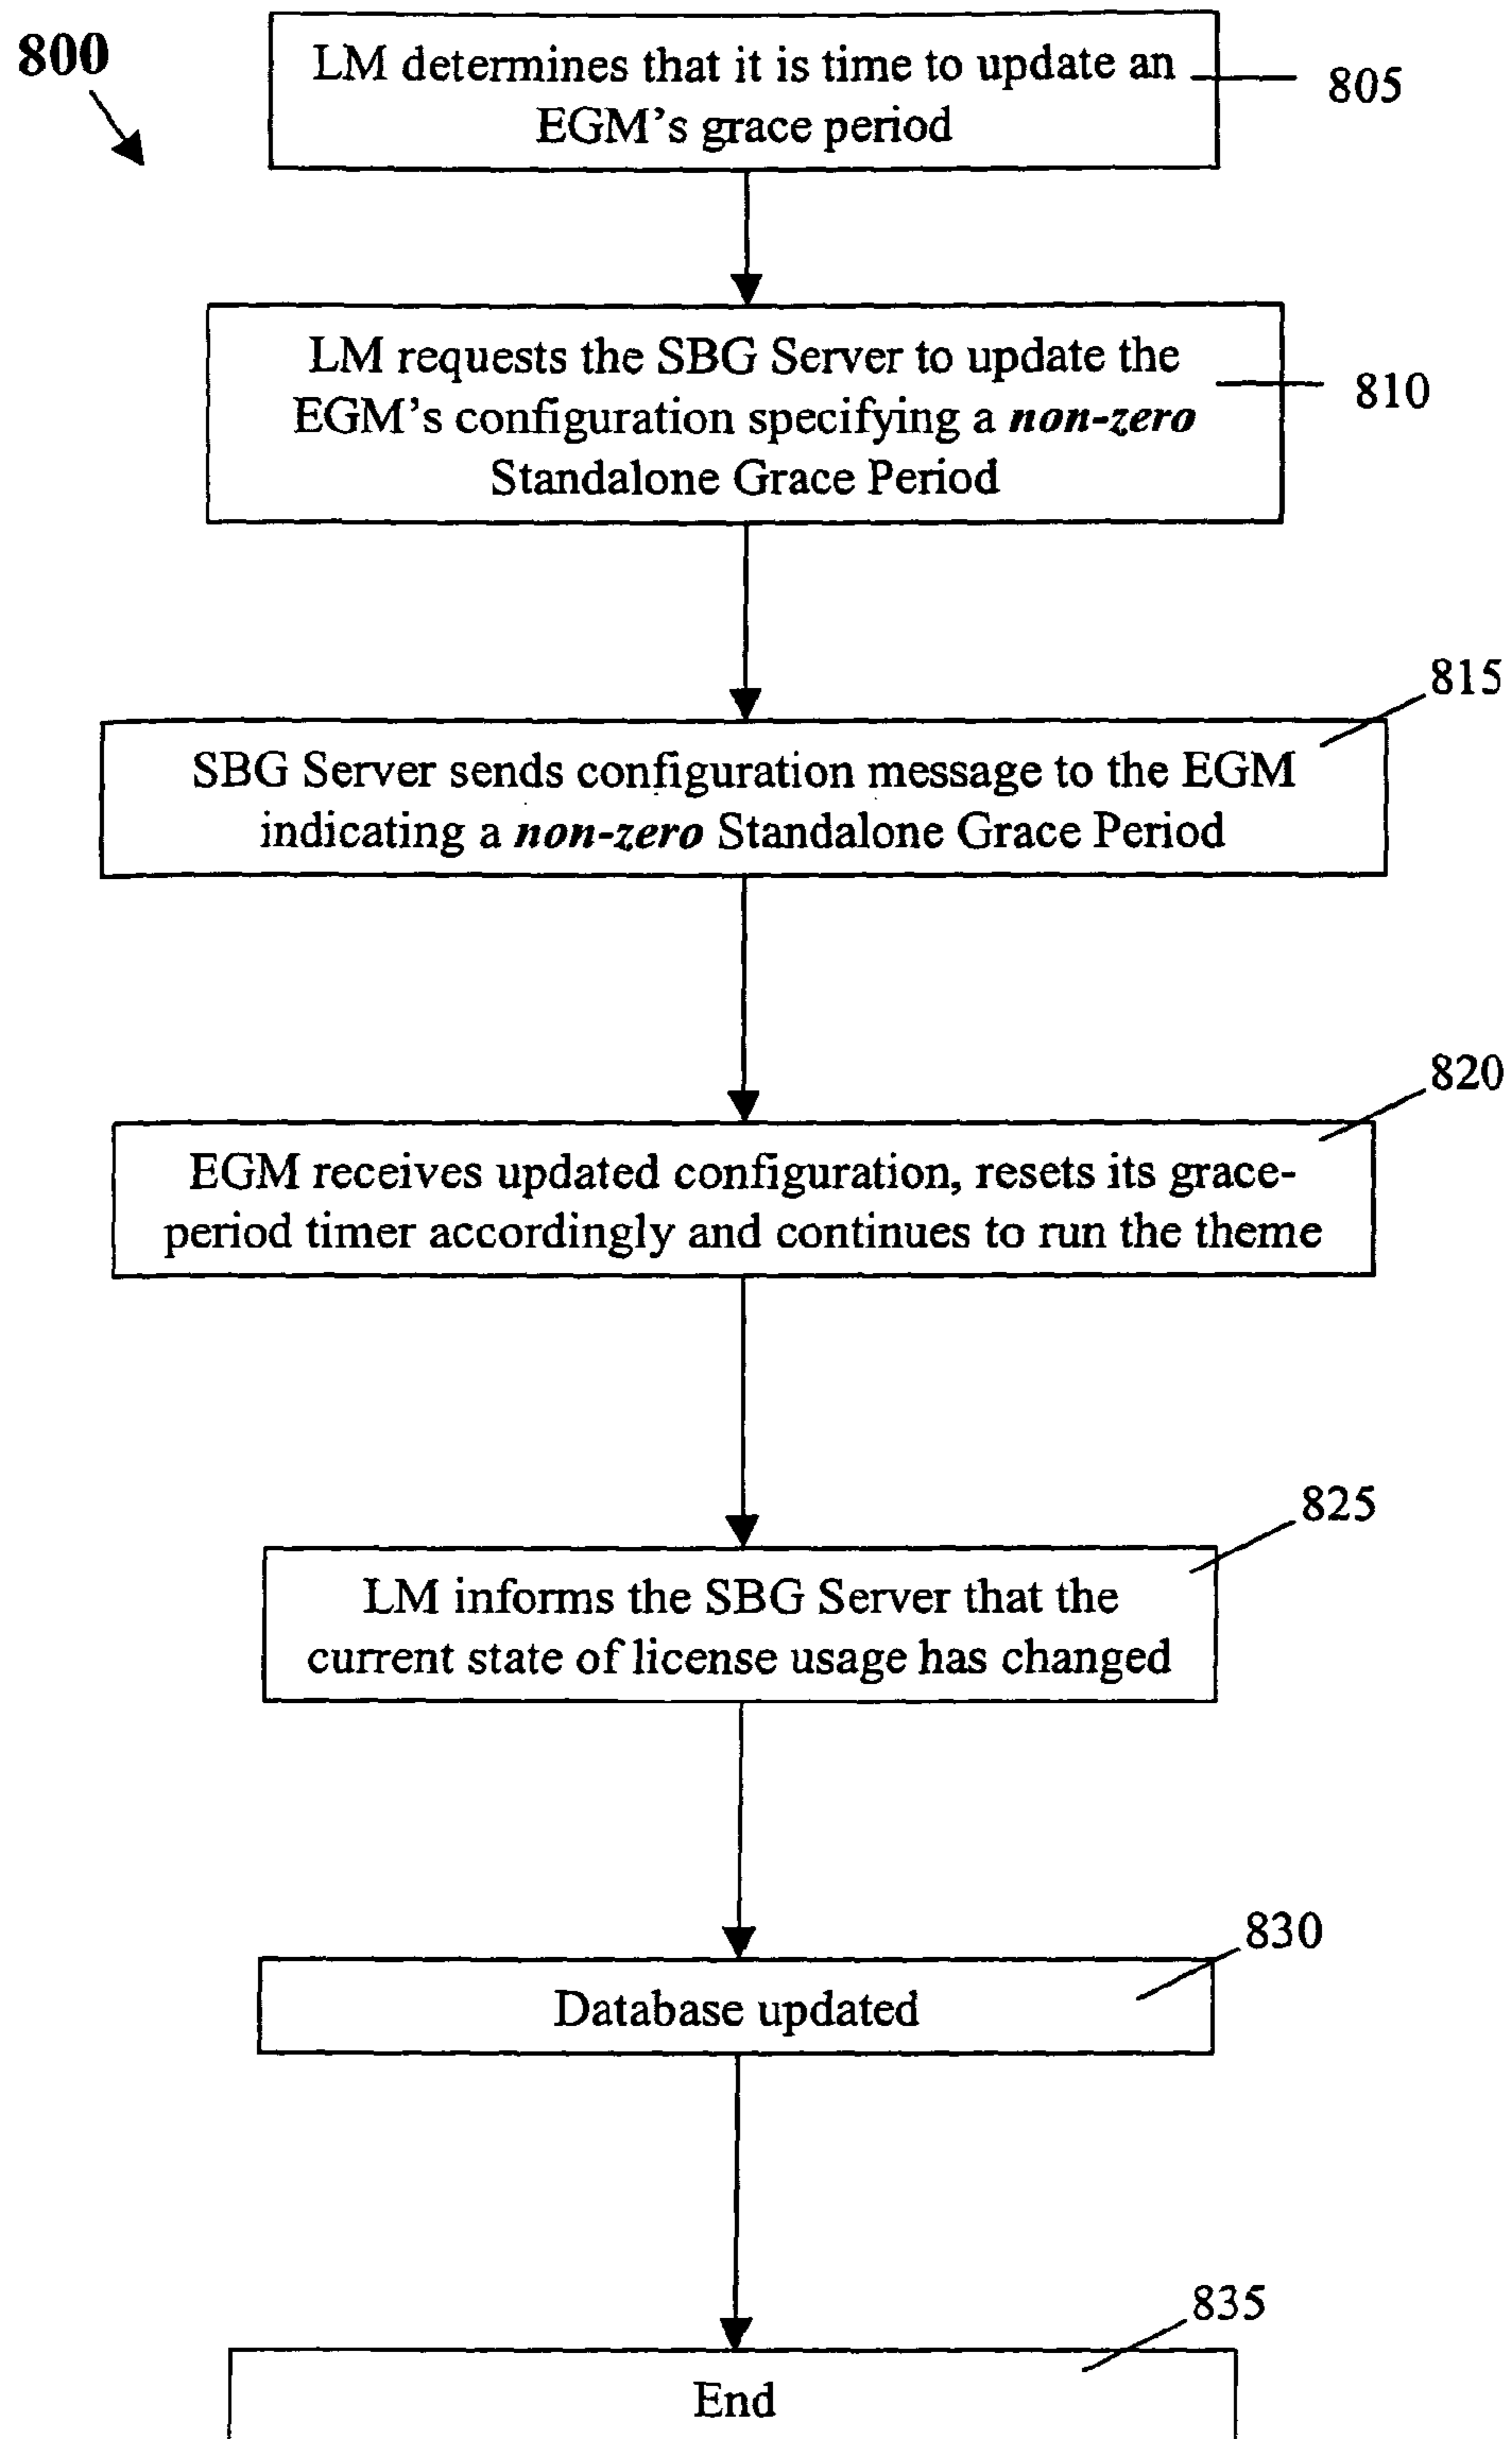 800
LM determines that it is time to update an
EGM's grace period
805
LM requests the SBG Server to update the
EGM's configuration specifying a non-zero
Standalone Grace Period
810
815
SBG Server sends configuration message to the EGM
indicating a non-zero Standalone Grace Period
820
EGM receives updated configuration, resets its grace-
period timer accordingly and continues to run the theme
825
LM informs the SBG Server that the
current state of license usage has changed
830
Database updated
835
End